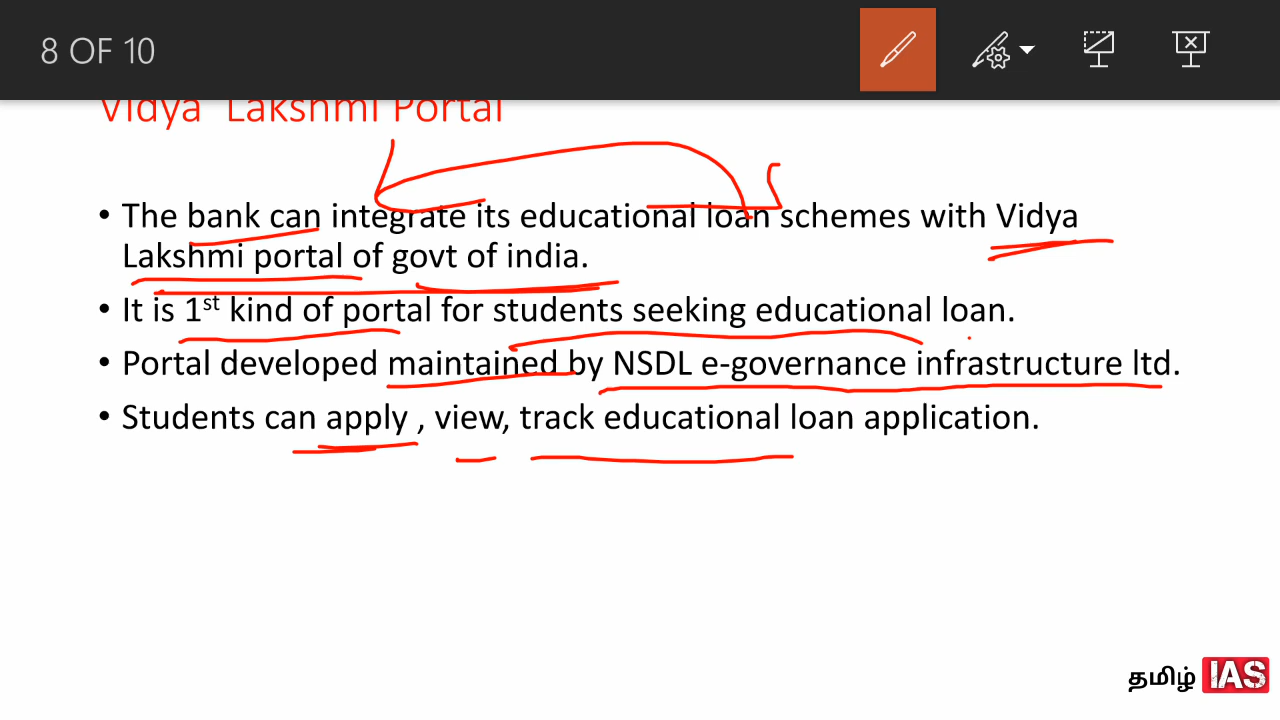 8 OF 10
Vidya Lakshmi Portal
• The bank can integrate its educational loan schemes with Vidya
Lakshmi portal of govt of india.
• It is 1st kind of portal for students seeking educational loan.
• Portal developed maintained by NSDL e-governance infrastructure ltd.
• Students can apply , view, track educational loan application.
தமிழ் IAS